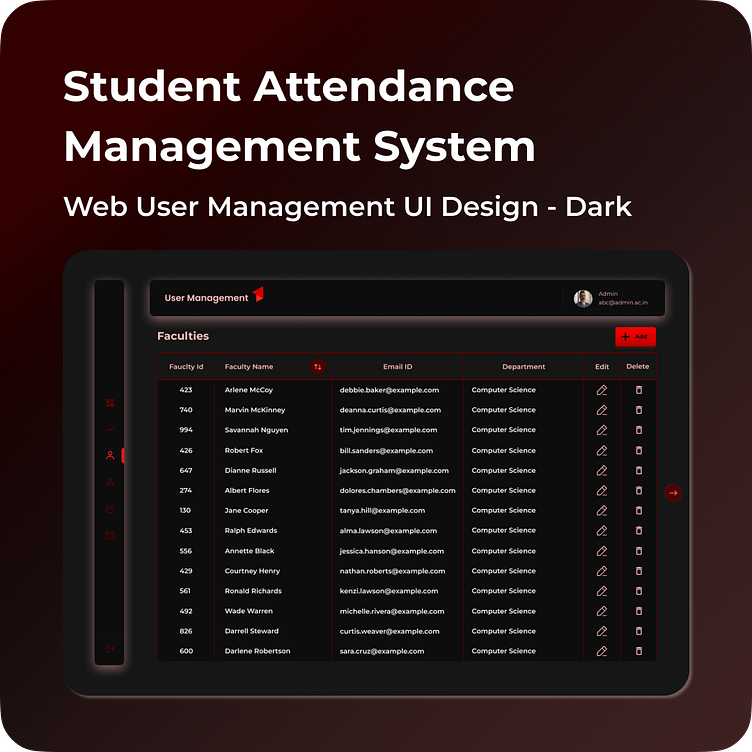 Student Attendance
Management System
Web User Management UI Design - Dark
User Management
Admin
abc@admin.ac.in
Faculties
Add
Fauclty Id Faculty Name Email ID Department Edit Delete
423 Arlene McCoy debbie.baker@example.com Computer Science
740 Marvin McKinney deanna.curtis@example.com Computer Science
994 Savannah Nguyen tim.jennings@example.com Computer Science
426 Robert Fox bill.sanders@example.com Computer Science
647 Dianne Russell jackson.graham@example.com Computer Science
274 Albert Flores dolores.chambers@example.com Computer Science
130 Jane Cooper tanya.hill@example.com Computer Science
453 Ralph Edwards alma.lawson@example.com Computer Science
556 Annette Black jessica.hanson@example.com Computer Science
429 Courtney Henry nathan.roberts@example.com Computer Science
561 Ronald Richards kenzi.lawson@example.com Computer Science
492 Wade Warren michelle.rivera@example.com Computer Science
826 Darrell Steward curtis.weaver@example.com Computer Science
600 Darlene Robertson sara.cruz@example.com Computer Science